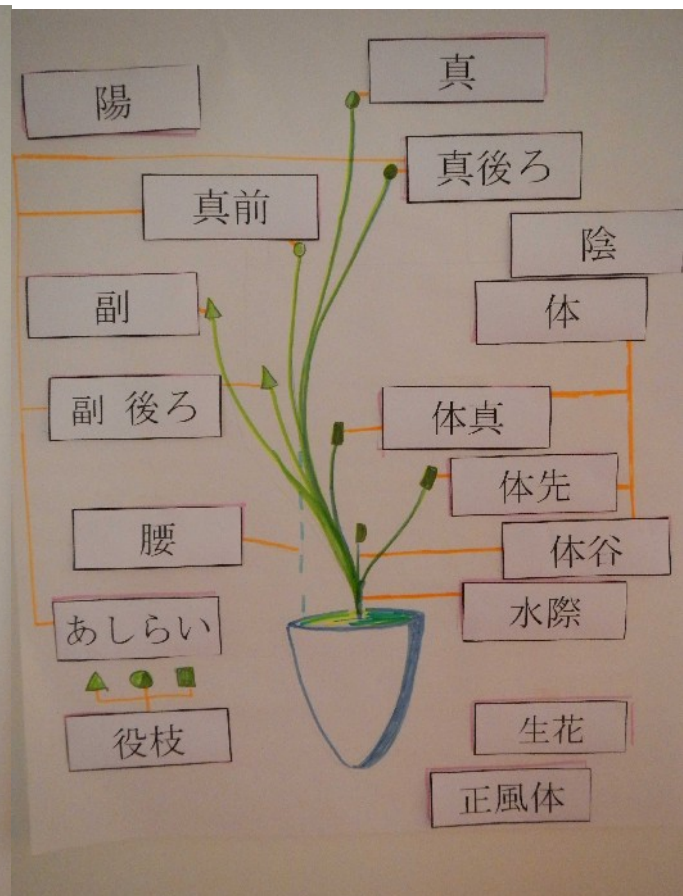 陽
真
真後ろ
真前
陰
副
体
副 後ろ
体真
体先
腰
体谷
水際
あしらい
役枝
生花
正風体